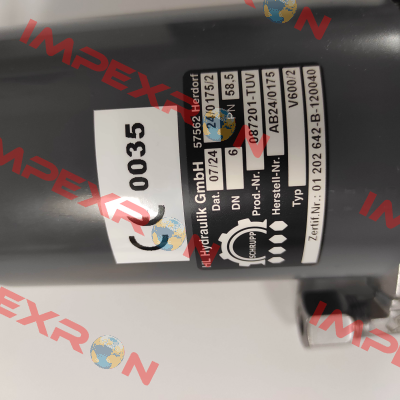 CE 0035
HL Hydraulik GmbH 57562 Herdorf
Dat. 07/24 24/0175/2
DN 6 PN 58,5
Prod.-Nr. 087201-TUV
Herstell-Nr. AB24/0175
Typ V600/2
Zertif.Nr.: 01 202 642-B-120040
SCHRUPP
IMPEXRON
IMPEXRON
IMPEXRON
IMPEXRON